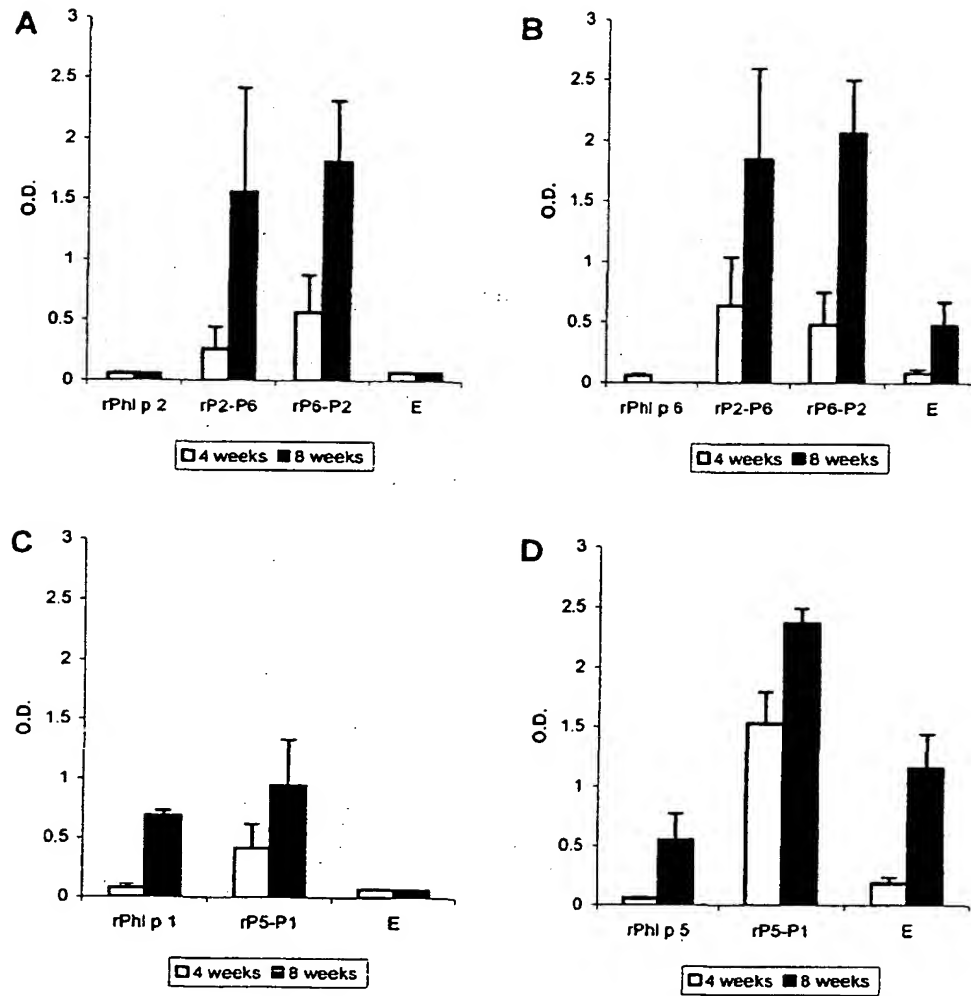 A
3
2.5
2
1.5
1
0.5
0
O.D.
rPhl p 2 rP2-P6 rP6-P2 E
4 weeks 8 weeks
B
3
2.5
2
1.5
1
0.5
0
O.D.
rPhl p 6 rP2-P6 rP6-P2 E
4 weeks 8 weeks
C
3
2.5
2
1.5
1
0.5
0
O.D.
rPhl p 1 rP5-P1 E
4 weeks 8 weeks
D
3
2.5
2
1.5
1
0.5
0
O.D.
rPhl p 5 rP5-P1 E
4 weeks 8 weeks